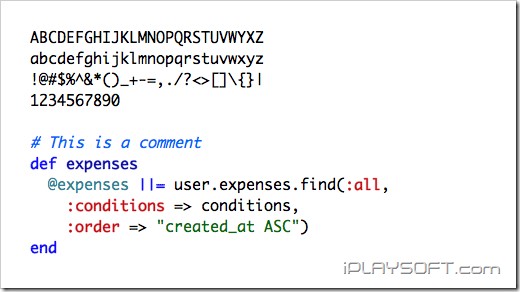 ABCDEFGHIJKLMNOPQRSTUVWYXZ
abcdefghijklmnopqrstuvwxyz
!@#$%^&*()_+-=,./?<>[]\{}|
1234567890
# This is a comment
def expenses
  @expenses ||= user.expenses.find(:all,
    :conditions => conditions,
    :order => "created_at ASC")
end
iPLAYSOFT.com